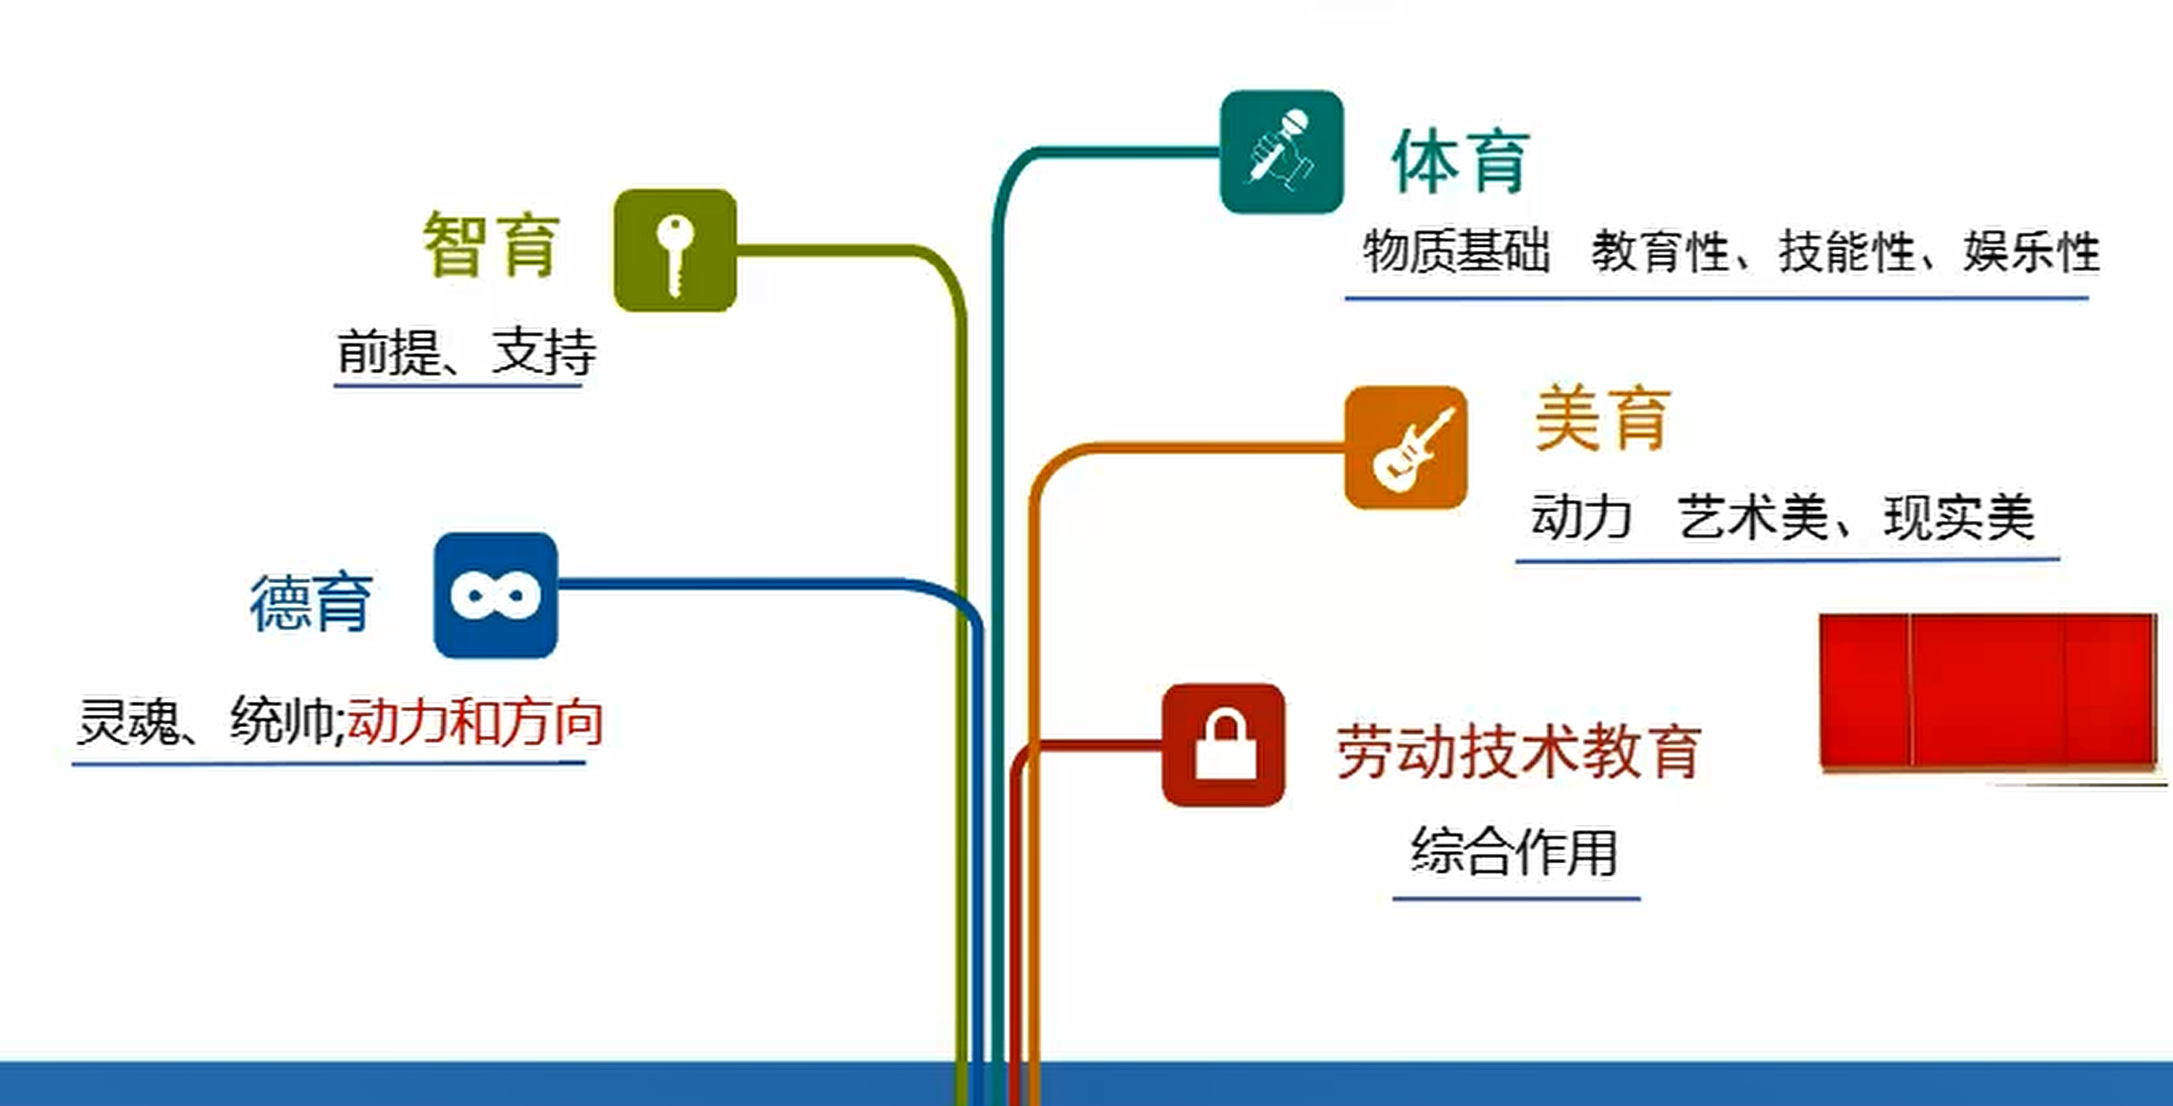 体育
物质基础 教育性、技能性、娱乐性
智育
前提、支持
美育
动力 艺术美、现实美
德育
灵魂、统帅;动力和方向
劳动技术教育
综合作用